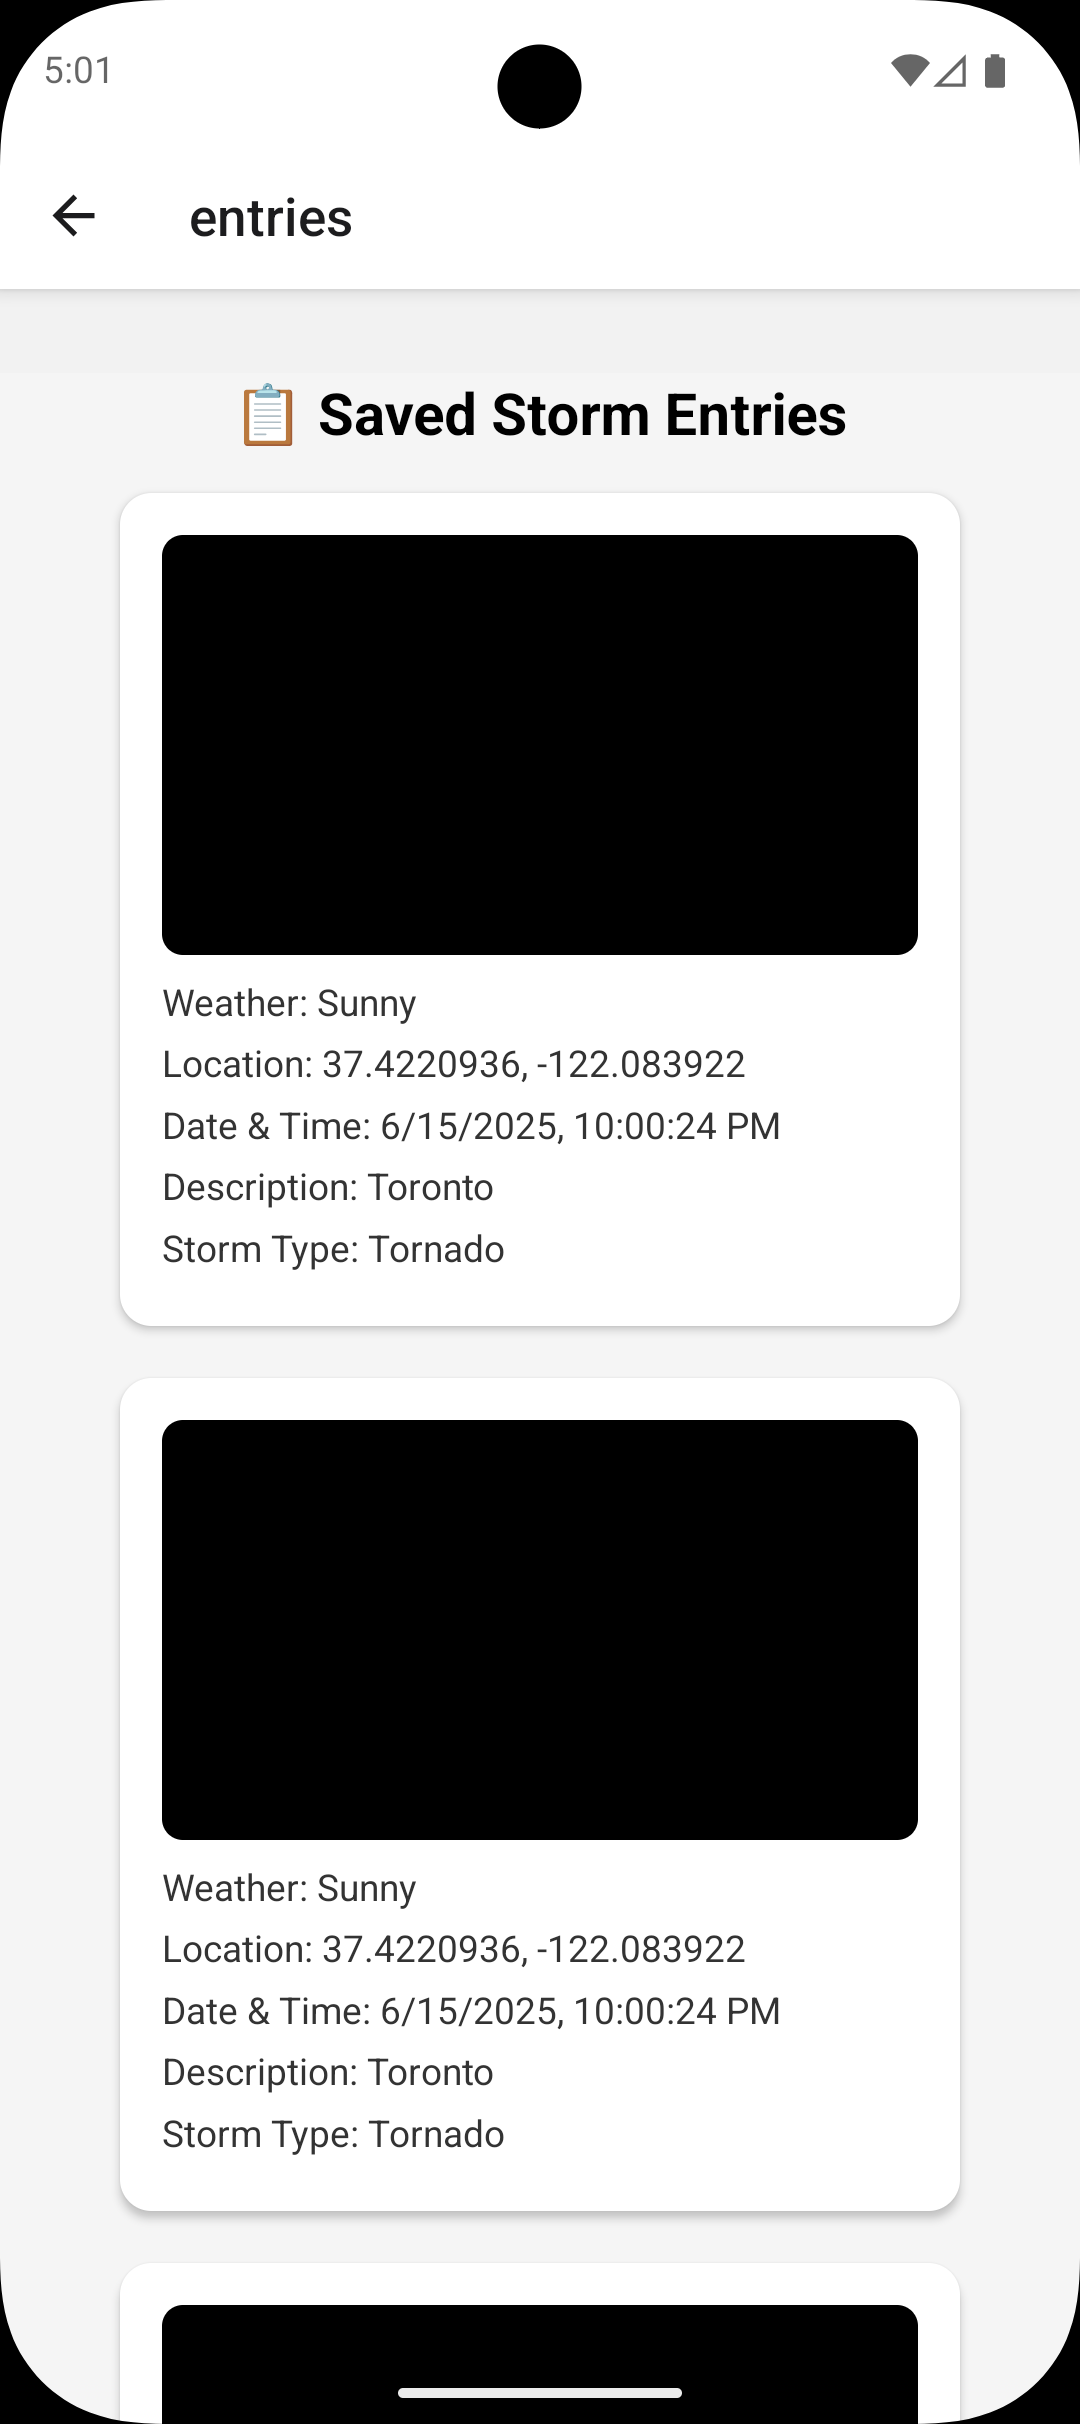 5:01
entries
📋 Saved Storm Entries
Weather: Sunny
Location: 37.4220936, -122.083922
Date & Time: 6/15/2025, 10:00:24 PM
Description: Toronto
Storm Type: Tornado
Weather: Sunny
Location: 37.4220936, -122.083922
Date & Time: 6/15/2025, 10:00:24 PM
Description: Toronto
Storm Type: Tornado